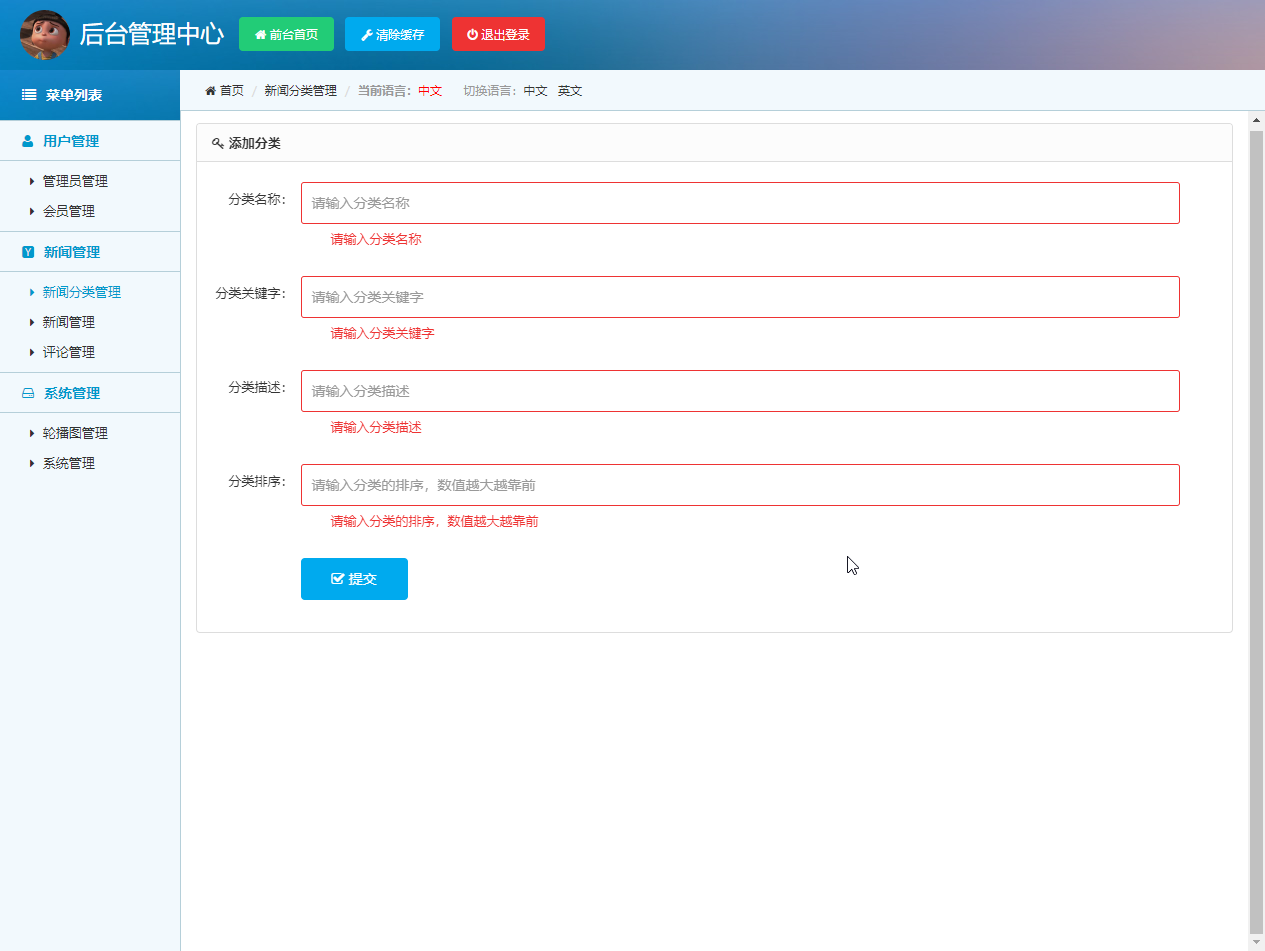 后台管理中心 前台首页 清除缓存 退出登录
菜单列表
首页 / 新闻分类管理 / 当前语言：中文 切换语言：中文 英文
用户管理
管理员管理
会员管理
新闻管理
新闻分类管理
新闻管理
评论管理
系统管理
轮播图管理
系统管理
添加分类
分类名称： 请输入分类名称
请输入分类名称
分类关键字： 请输入分类关键字
请输入分类关键字
分类描述： 请输入分类描述
请输入分类描述
分类排序： 请输入分类的排序，数值越大越靠前
请输入分类的排序，数值越大越靠前
提交